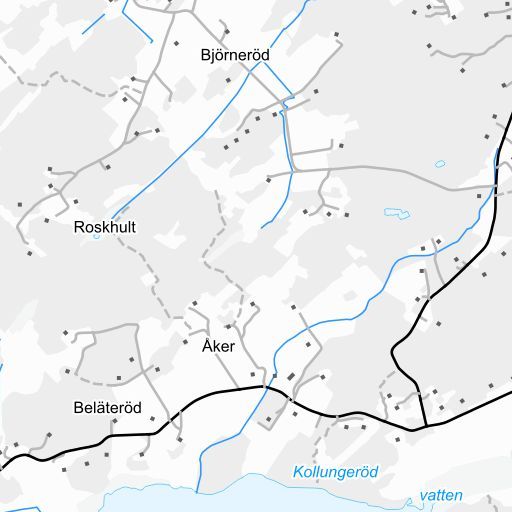 Björneröd
Roskhult
Åker
Beläteröd
Kollungeröd
vatten